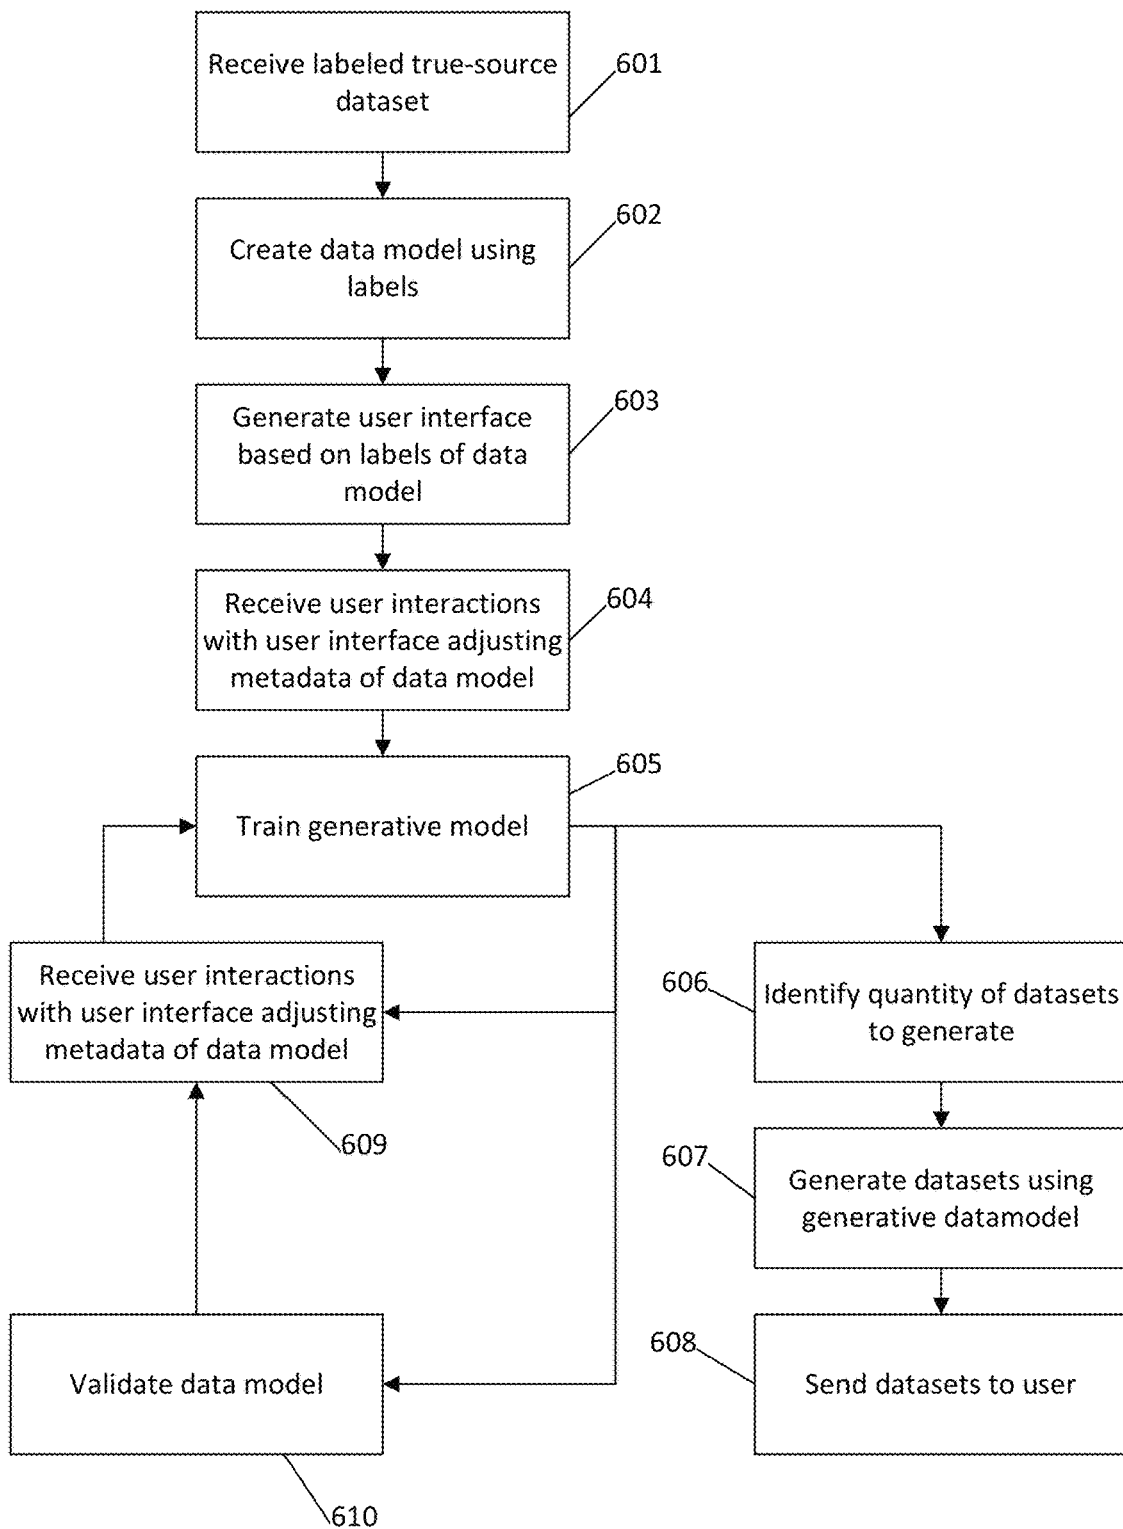 Receive labeled true-source
dataset
601
Create data model using
labels
602
Generate user interface
based on labels of data
model
603
Receive user interactions
with user interface adjusting
metadata of data model
604
Train generative model
605
Receive user interactions
with user interface adjusting
metadata of data model
609
606
Identify quantity of datasets
to generate
607
Generate datasets using
generative datamodel
Validate data model
610
608
Send datasets to user